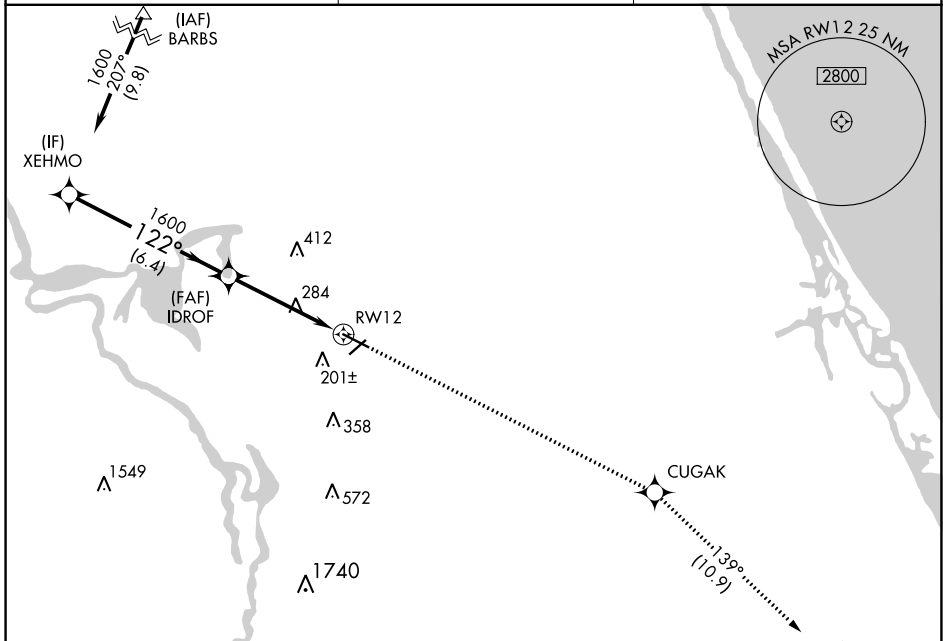 (IAF)
BARBS
1600
207°
(9.8)
MSA RW12 25 NM
2800
(IF)
XEHMO
1600
122°
(6.4)
412
(FAF)
IDROF
284
RW12
201±
358
1549
572
CUGAK
1740
139°
(10.9)